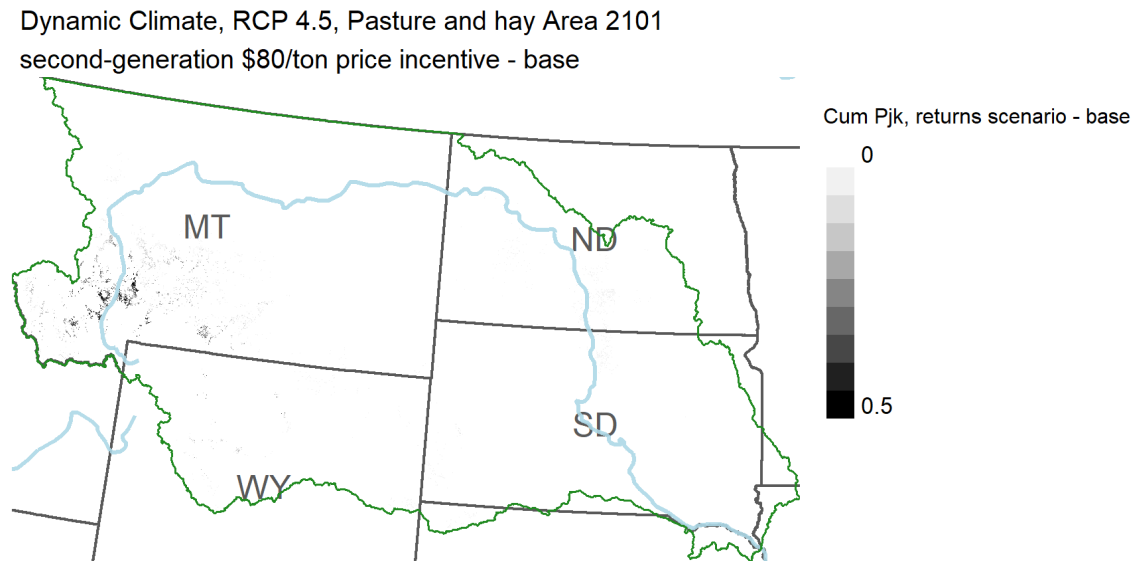 Dynamic Climate, RCP 4.5, Pasture and hay Area 2101
second-generation $80/ton price incentive - base
Cum Pjk, returns scenario - base
0
0.5
MT
ND
SD
WY